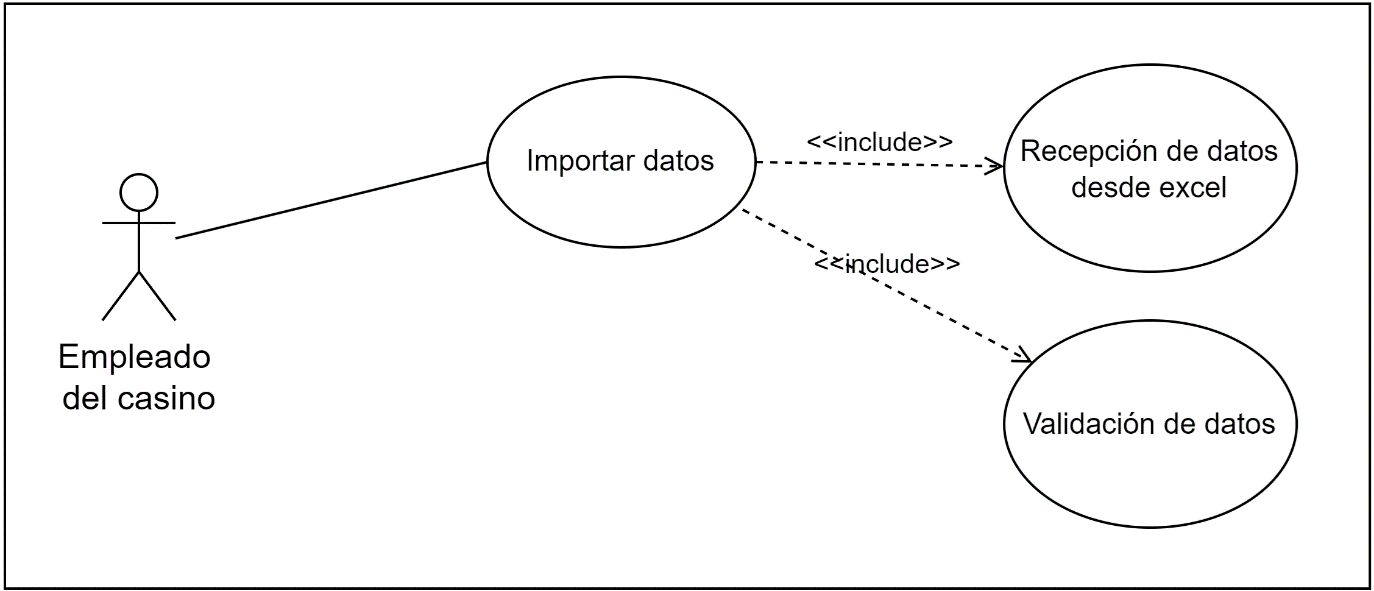 Importar datos
<<include>>
Recepción de datos
desde excel
<<include>>
Empleado
del casino
Validación de datos